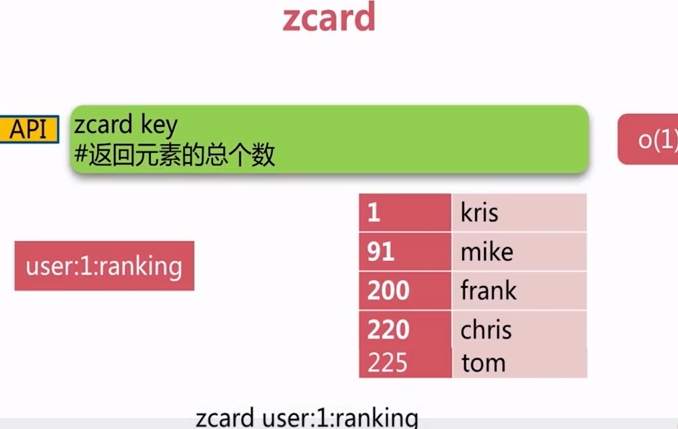 zcard
API
zcard key
#返回元素的总个数
o(1)
user:1:ranking
1 kris
91 mike
200 frank
220 chris
225 tom
zcard user:1:ranking